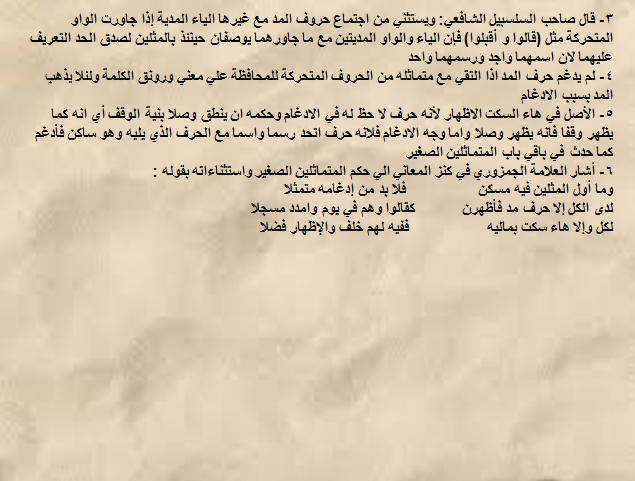 ٣- قال صاحب السلسبيل الشافعي: ويستثني من اجتماع حروف المد مع غيرها الياء المدية إذا جاورت الواو
المتحركة مثل (قالوا و أقبلوا) فإن الياء والواو المديتين مع ما جاورهما يوصفان حينئذ بالمثلين لصدق الحد التعريف
عليهما لان اسمهما واجد ورسمهما واحد
٤- لم يدغم حرف المد اذا التقي مع متماثله من الحروف المتحركة للمحافظة علي معني ورونق الكلمة ولئلا يذهب
المد بسبب الادغام
٥- الأصل في هاء السكت الاظهار لأنه حرف لا حظ له في الادغام وحكمه ان ينطق وصلا بنية الوقف أي انه كما
يظهر وقفا فانه يظهر وصلا واما وجه الادغام فلانه حرف اتحد رسما واسما مع الحرف الذي يليه وهو ساكن فأدغم
كما حدث في باقي باب المتماثلين الصغير
٦- أشار العلامة الجمزوري في كنز المعاني الي حكم المتماثلين الصغير واستثناءاته بقوله :
وما أول المثلين فيه مسكن فلا بد من إدغامه متمثلا
لدى الكل إلا حرف مد فأظهرن كقالوا وهم في يوم وامدد مسجلا
لكل وإلا هاء سكت بماليه ففيه لهم خلف والإظهار فضلا